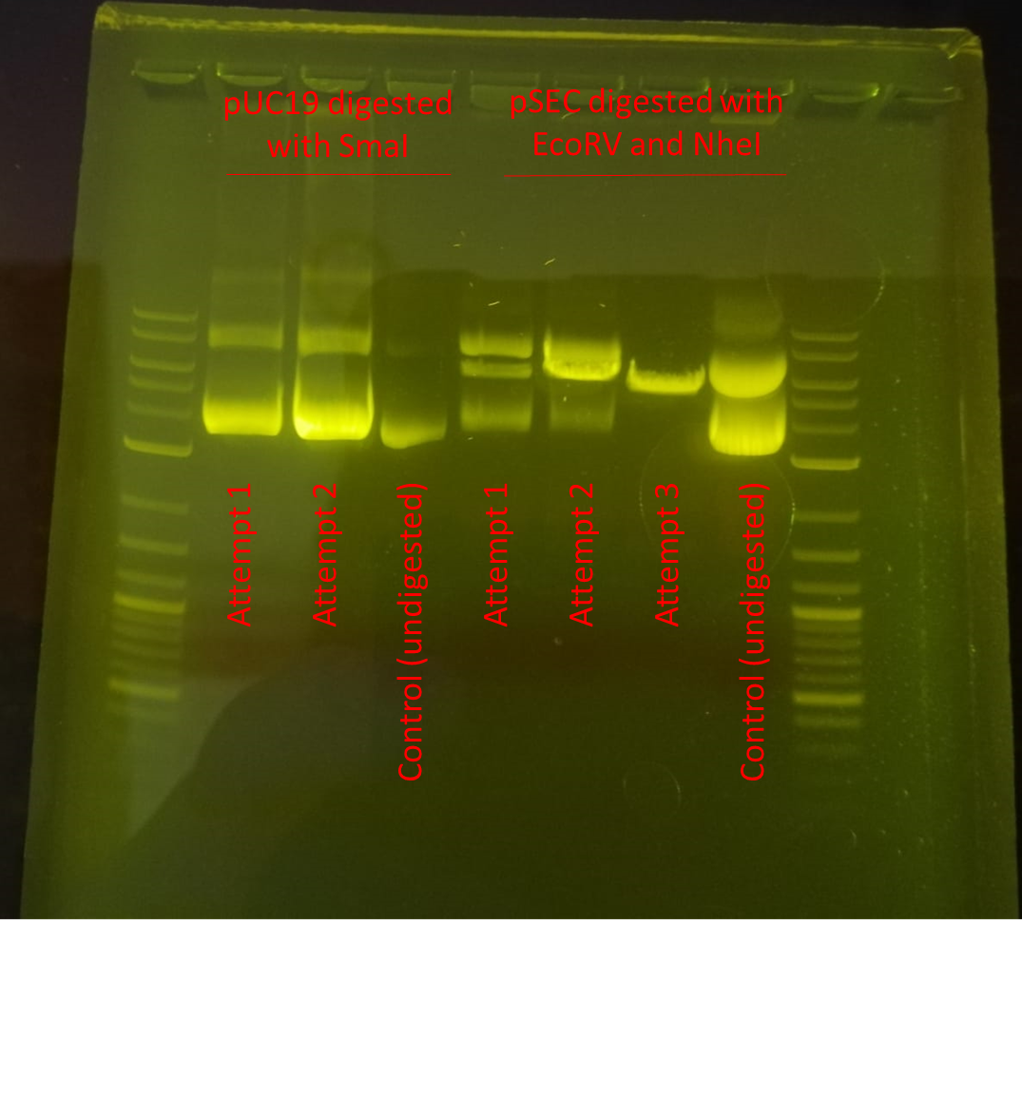 pUC19 digested
with SmaI
pSEC digested with
EcoRV and NheI
Attempt 1
Attempt 2
Control (undigested)
Attempt 1
Attempt 2
Attempt 3
Control (undigested)